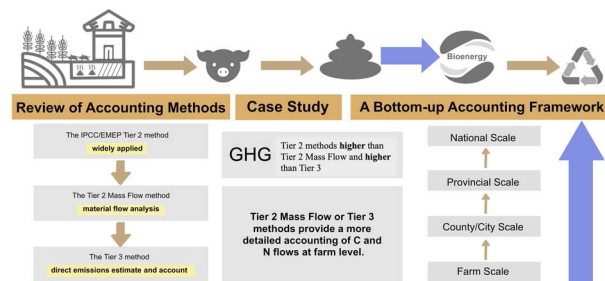 Bioenergy
Review of Accounting Methods
Case Study
A Bottom-up Accounting Framework
The IPCC/EMEP Tier 2 method
widely applied
The Tier 2 Mass Flow method
material flow analysis
The Tier 3 method
direct emissions estimate and account
GHG
Tier 2 methods higher than
Tier 2 Mass Flow and higher
than Tier 3
Tier 2 Mass Flow or Tier 3
methods provide a more
detailed accounting of C and
N flows at farm level.
National Scale
Provincial Scale
County/City Scale
Farm Scale